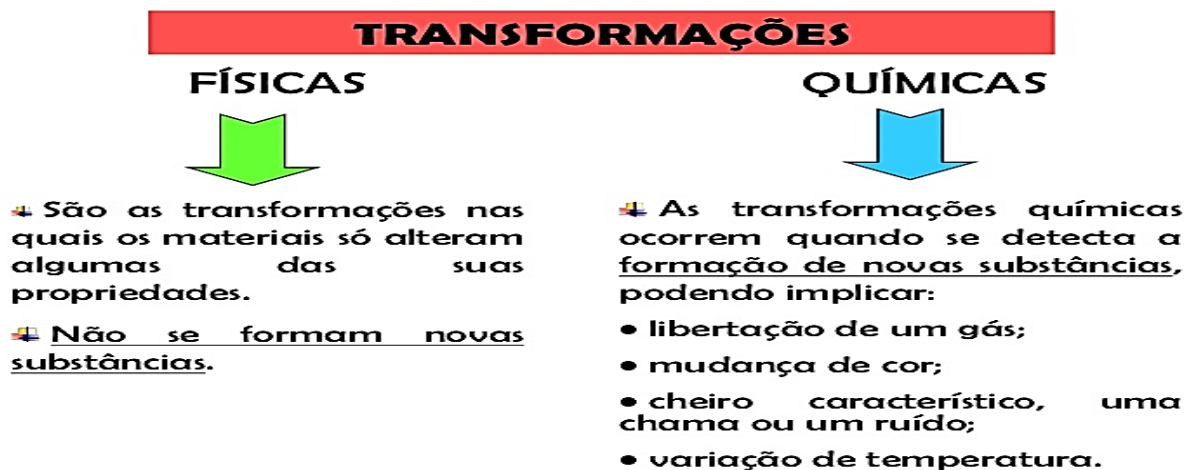 TRANSFORMAÇÕES
FÍSICAS
São as transformações nas
quais os materiais só alteram
algumas das suas
propriedades.
Não se formam novas
substâncias.
QUÍMICAS
As transformações químicas
ocorrem quando se detecta a
formação de novas substâncias,
podendo implicar:
• libertação de um gás;
• mudança de cor;
• cheiro característico, uma
chama ou um ruído;
• variação de temperatura.